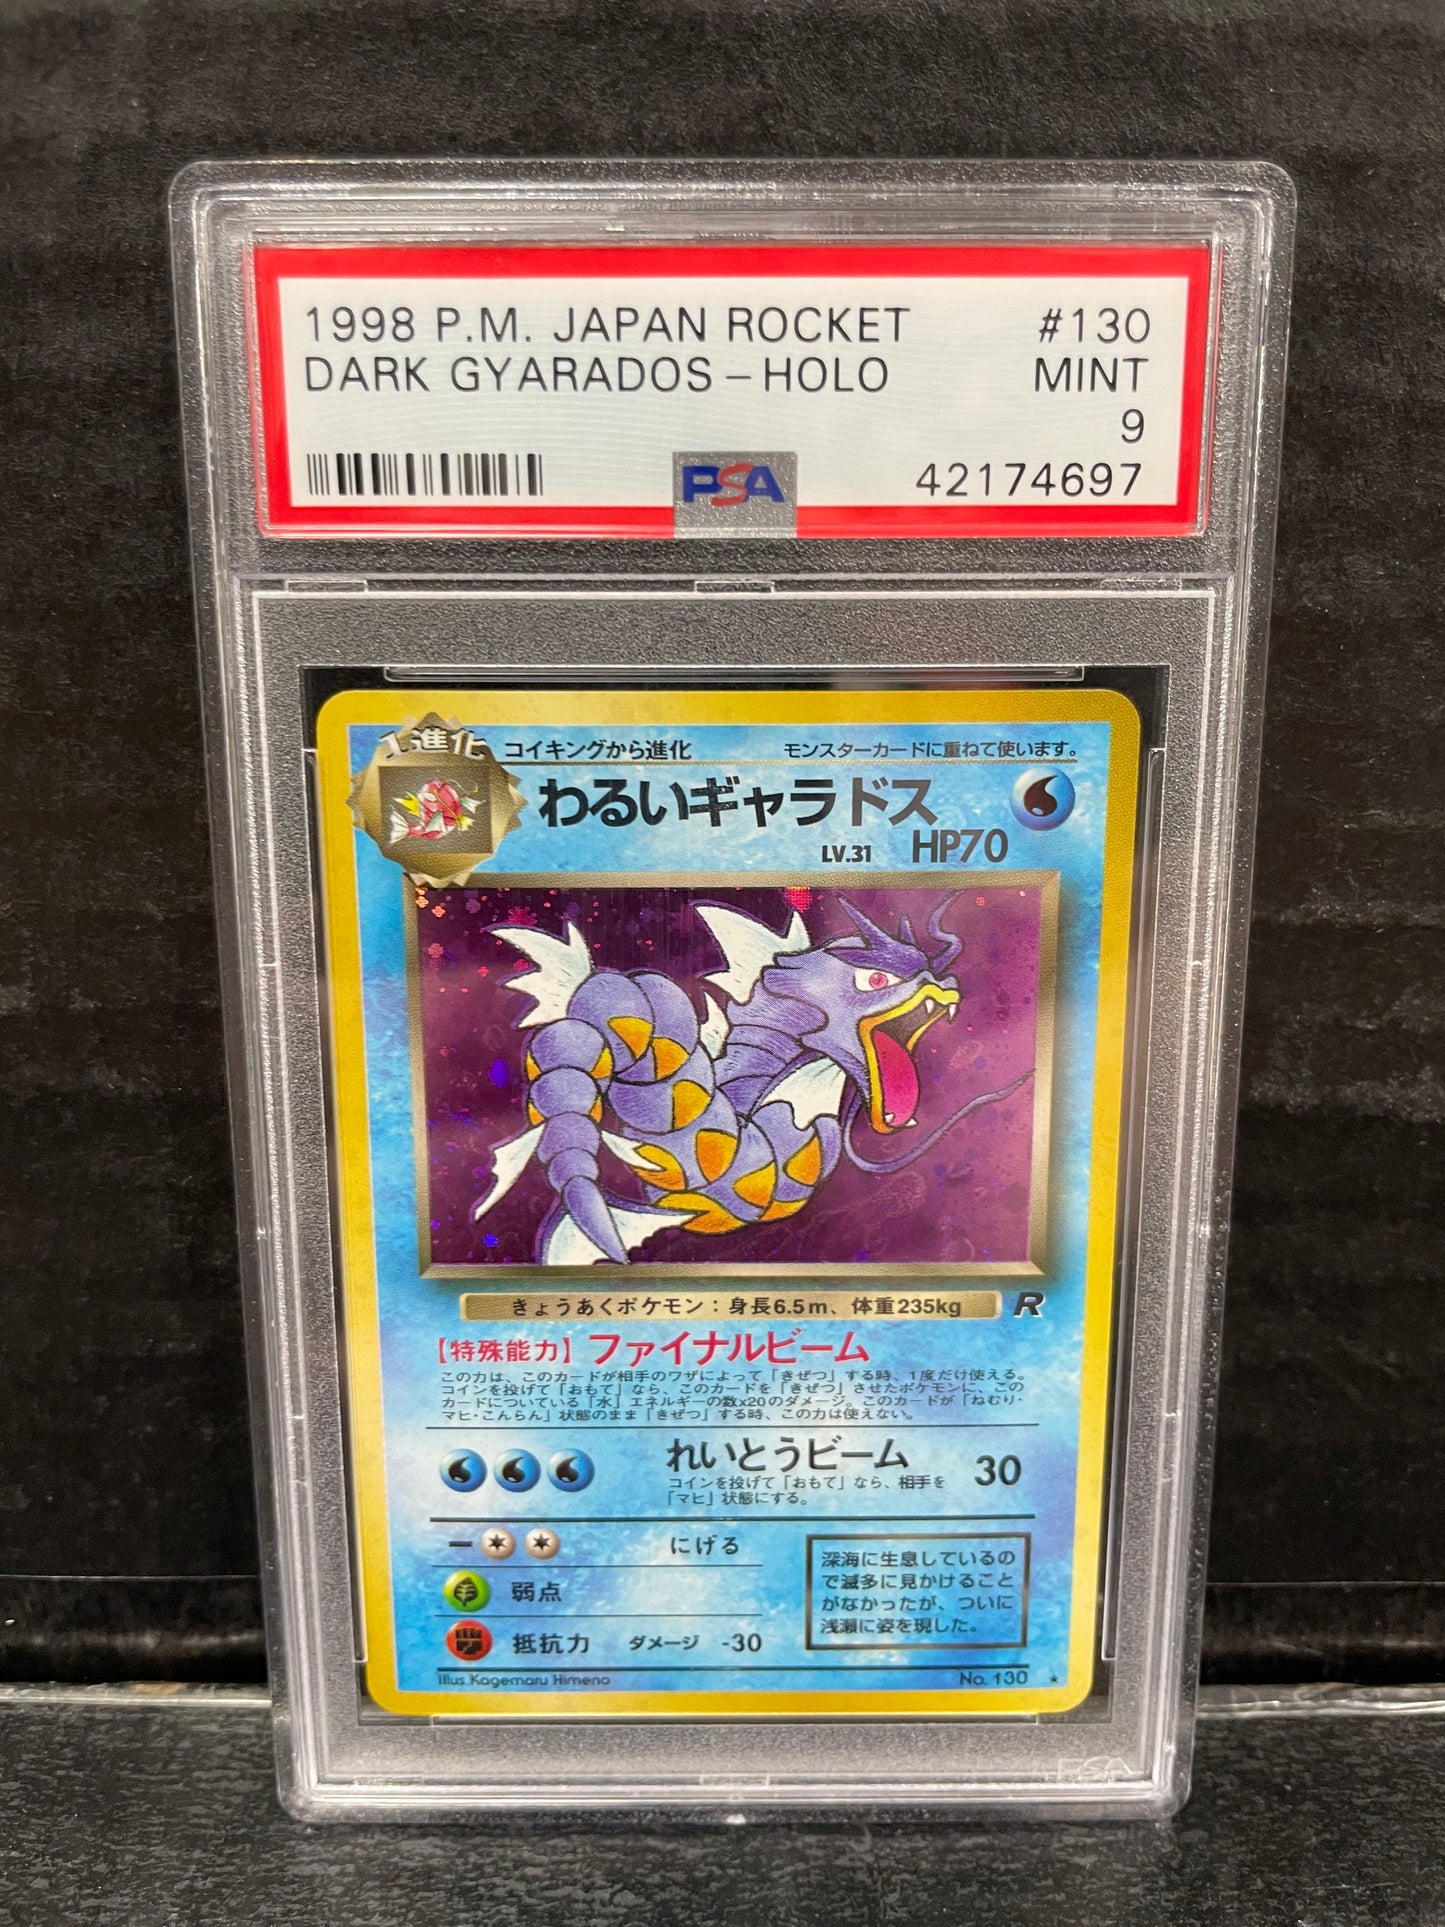 1998 P.M. JAPAN ROCKET #130
DARK GYARADOS - HOLO MINT
9
PSA 42174697
1進化 コイキングから進化 モンスターカードに重ねて使います。
わるいギャラドス
LV.31 HP70
きょうあくポケモン：身長6.5m、体重235kg R
【特殊能力】ファイナルビーム
この力は、このカードが相手のワザによって「きぜつ」する時、1度だけ使える。
コインを投げて「おもて」なら、このカードを「きぜつ」させたポケモンに、この
カードについている「水」エネルギーの数x20のダメージ。このカードが「ねむり・
マヒ・こんらん」状態のまま「きぜつ」する時、この力は使えない。
れいとうビーム 30
コインを投げて「おもて」なら、相手を
「マヒ」状態にする。
にげる
弱点
抵抗力 ダメージ -30
深海に生息しているの
で滅多に見かけること
がなかったが、ついに
浅瀬に姿を現した。
Illus. Kagemaru Himeno No. 130 ★
PSA